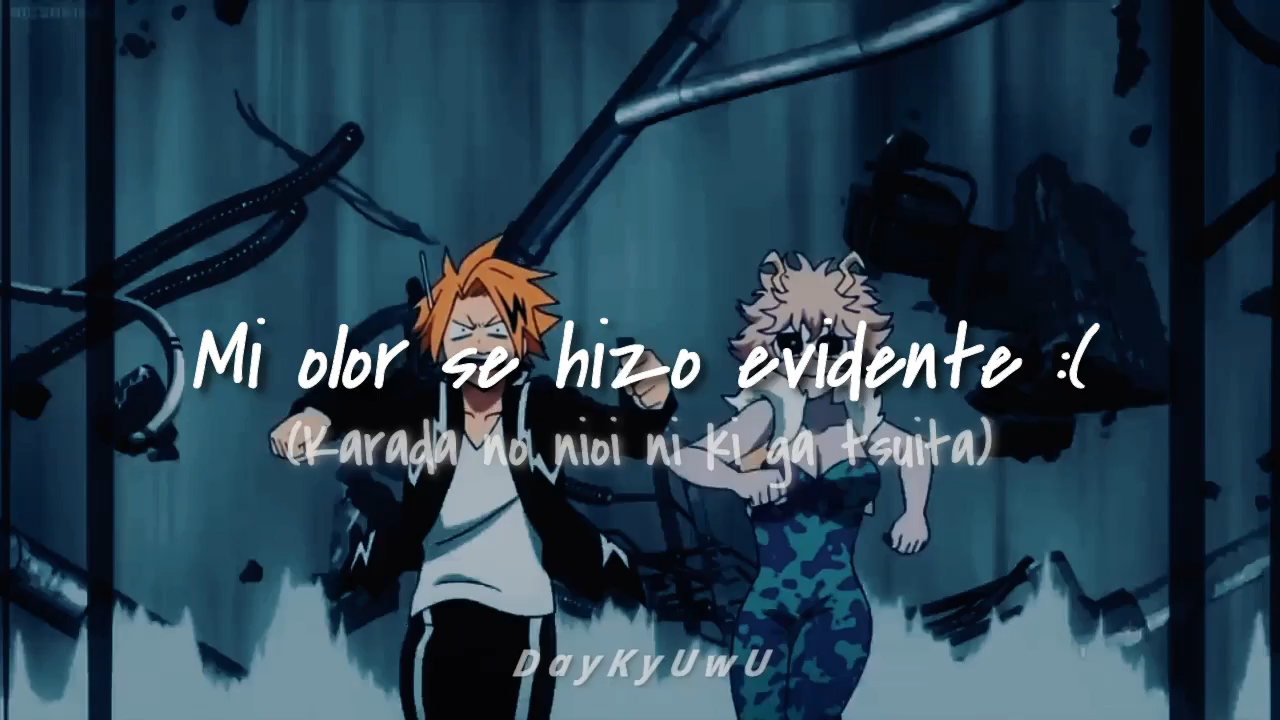 Mi olor se hizo evidente :(
(Karada no nioi ni ki ga tsuita)
DayKyUwU